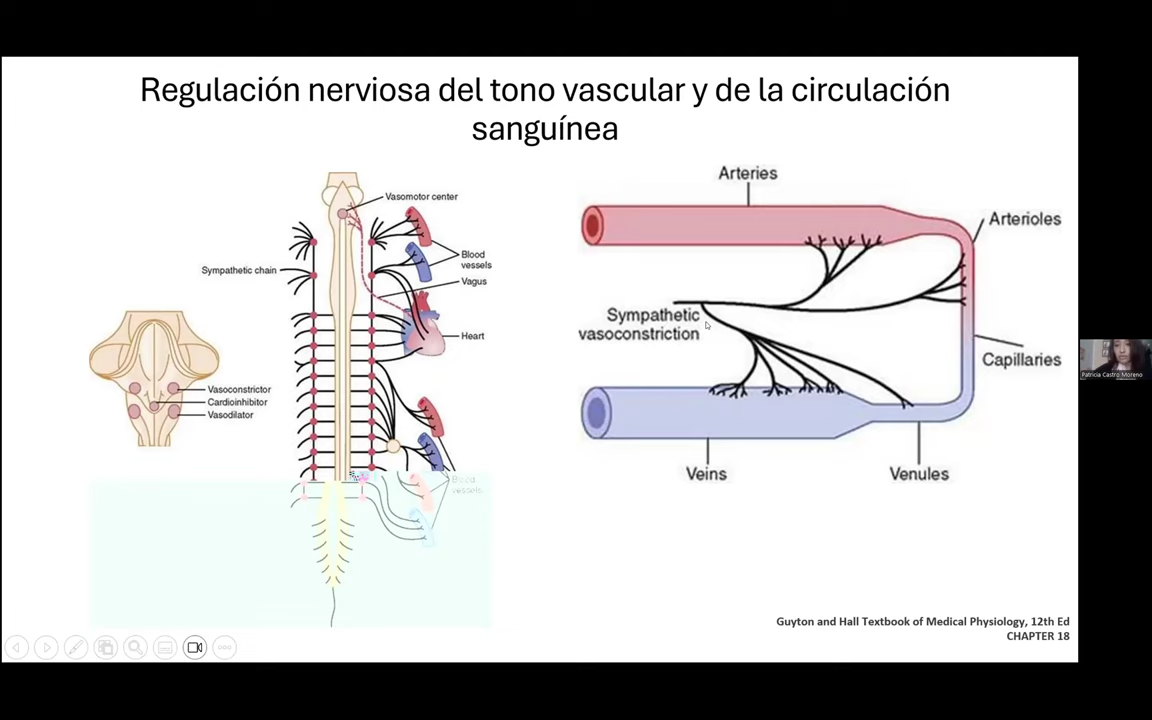 Regulación nerviosa del tono vascular y de la circulación
sanguínea
Vasomotor center
Blood
vessels
Sympathetic chain
Vagus
Heart
Vasoconstrictor
Cardioinhibitor
Vasodilator
Blood
vessels
Arteries
Arterioles
Sympathetic
vasoconstriction
Capillaries
Veins
Venules
Guyton and Hall Textbook of Medical Physiology, 12th Ed
CHAPTER 18
Patricia Castro Moreno